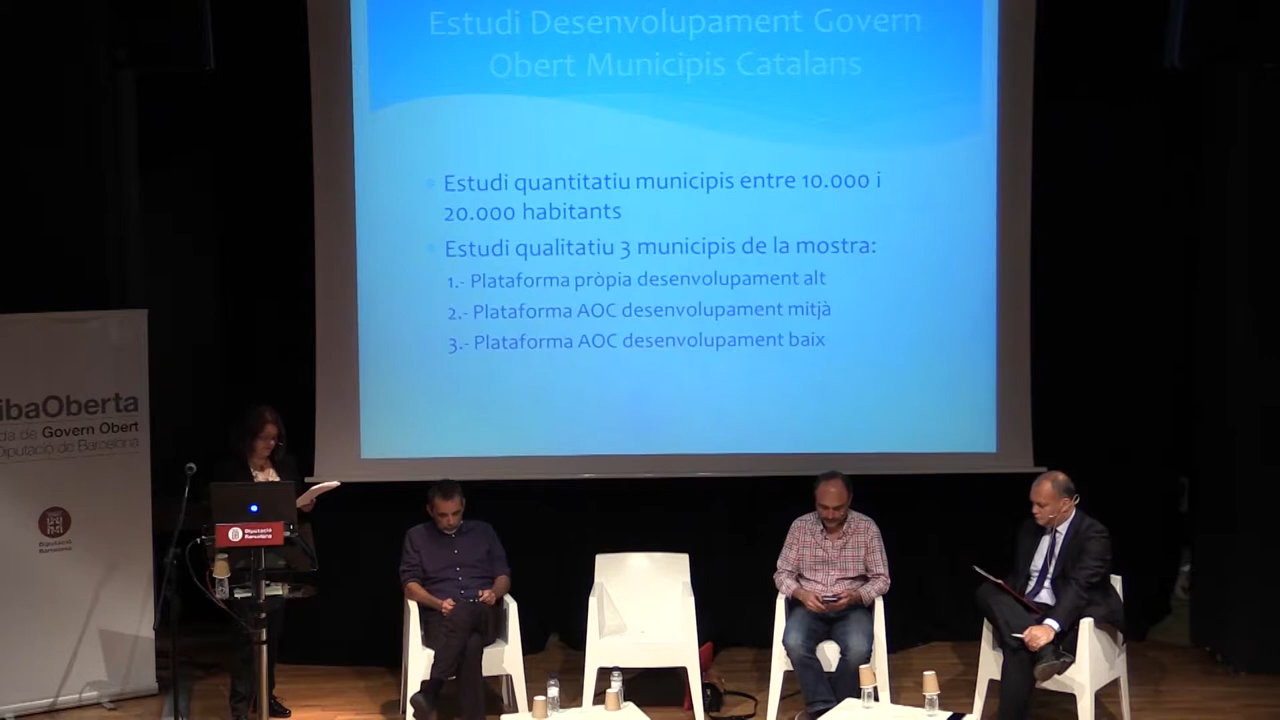 Estudi Desenvolupament Govern
Obert Municipis Catalans
Estudi quantitatiu municipis entre 10.000 i
20.000 habitants
Estudi qualitatiu 3 municipis de la mostra:
1.- Plataforma pròpia desenvolupament alt
2.- Plataforma AOC desenvolupament mitjà
3.- Plataforma AOC desenvolupament baix
ibaOberta
da de Govern Obert
Diputació de Barcelona
Diputació
Barcelona
Diputació
Barcelona